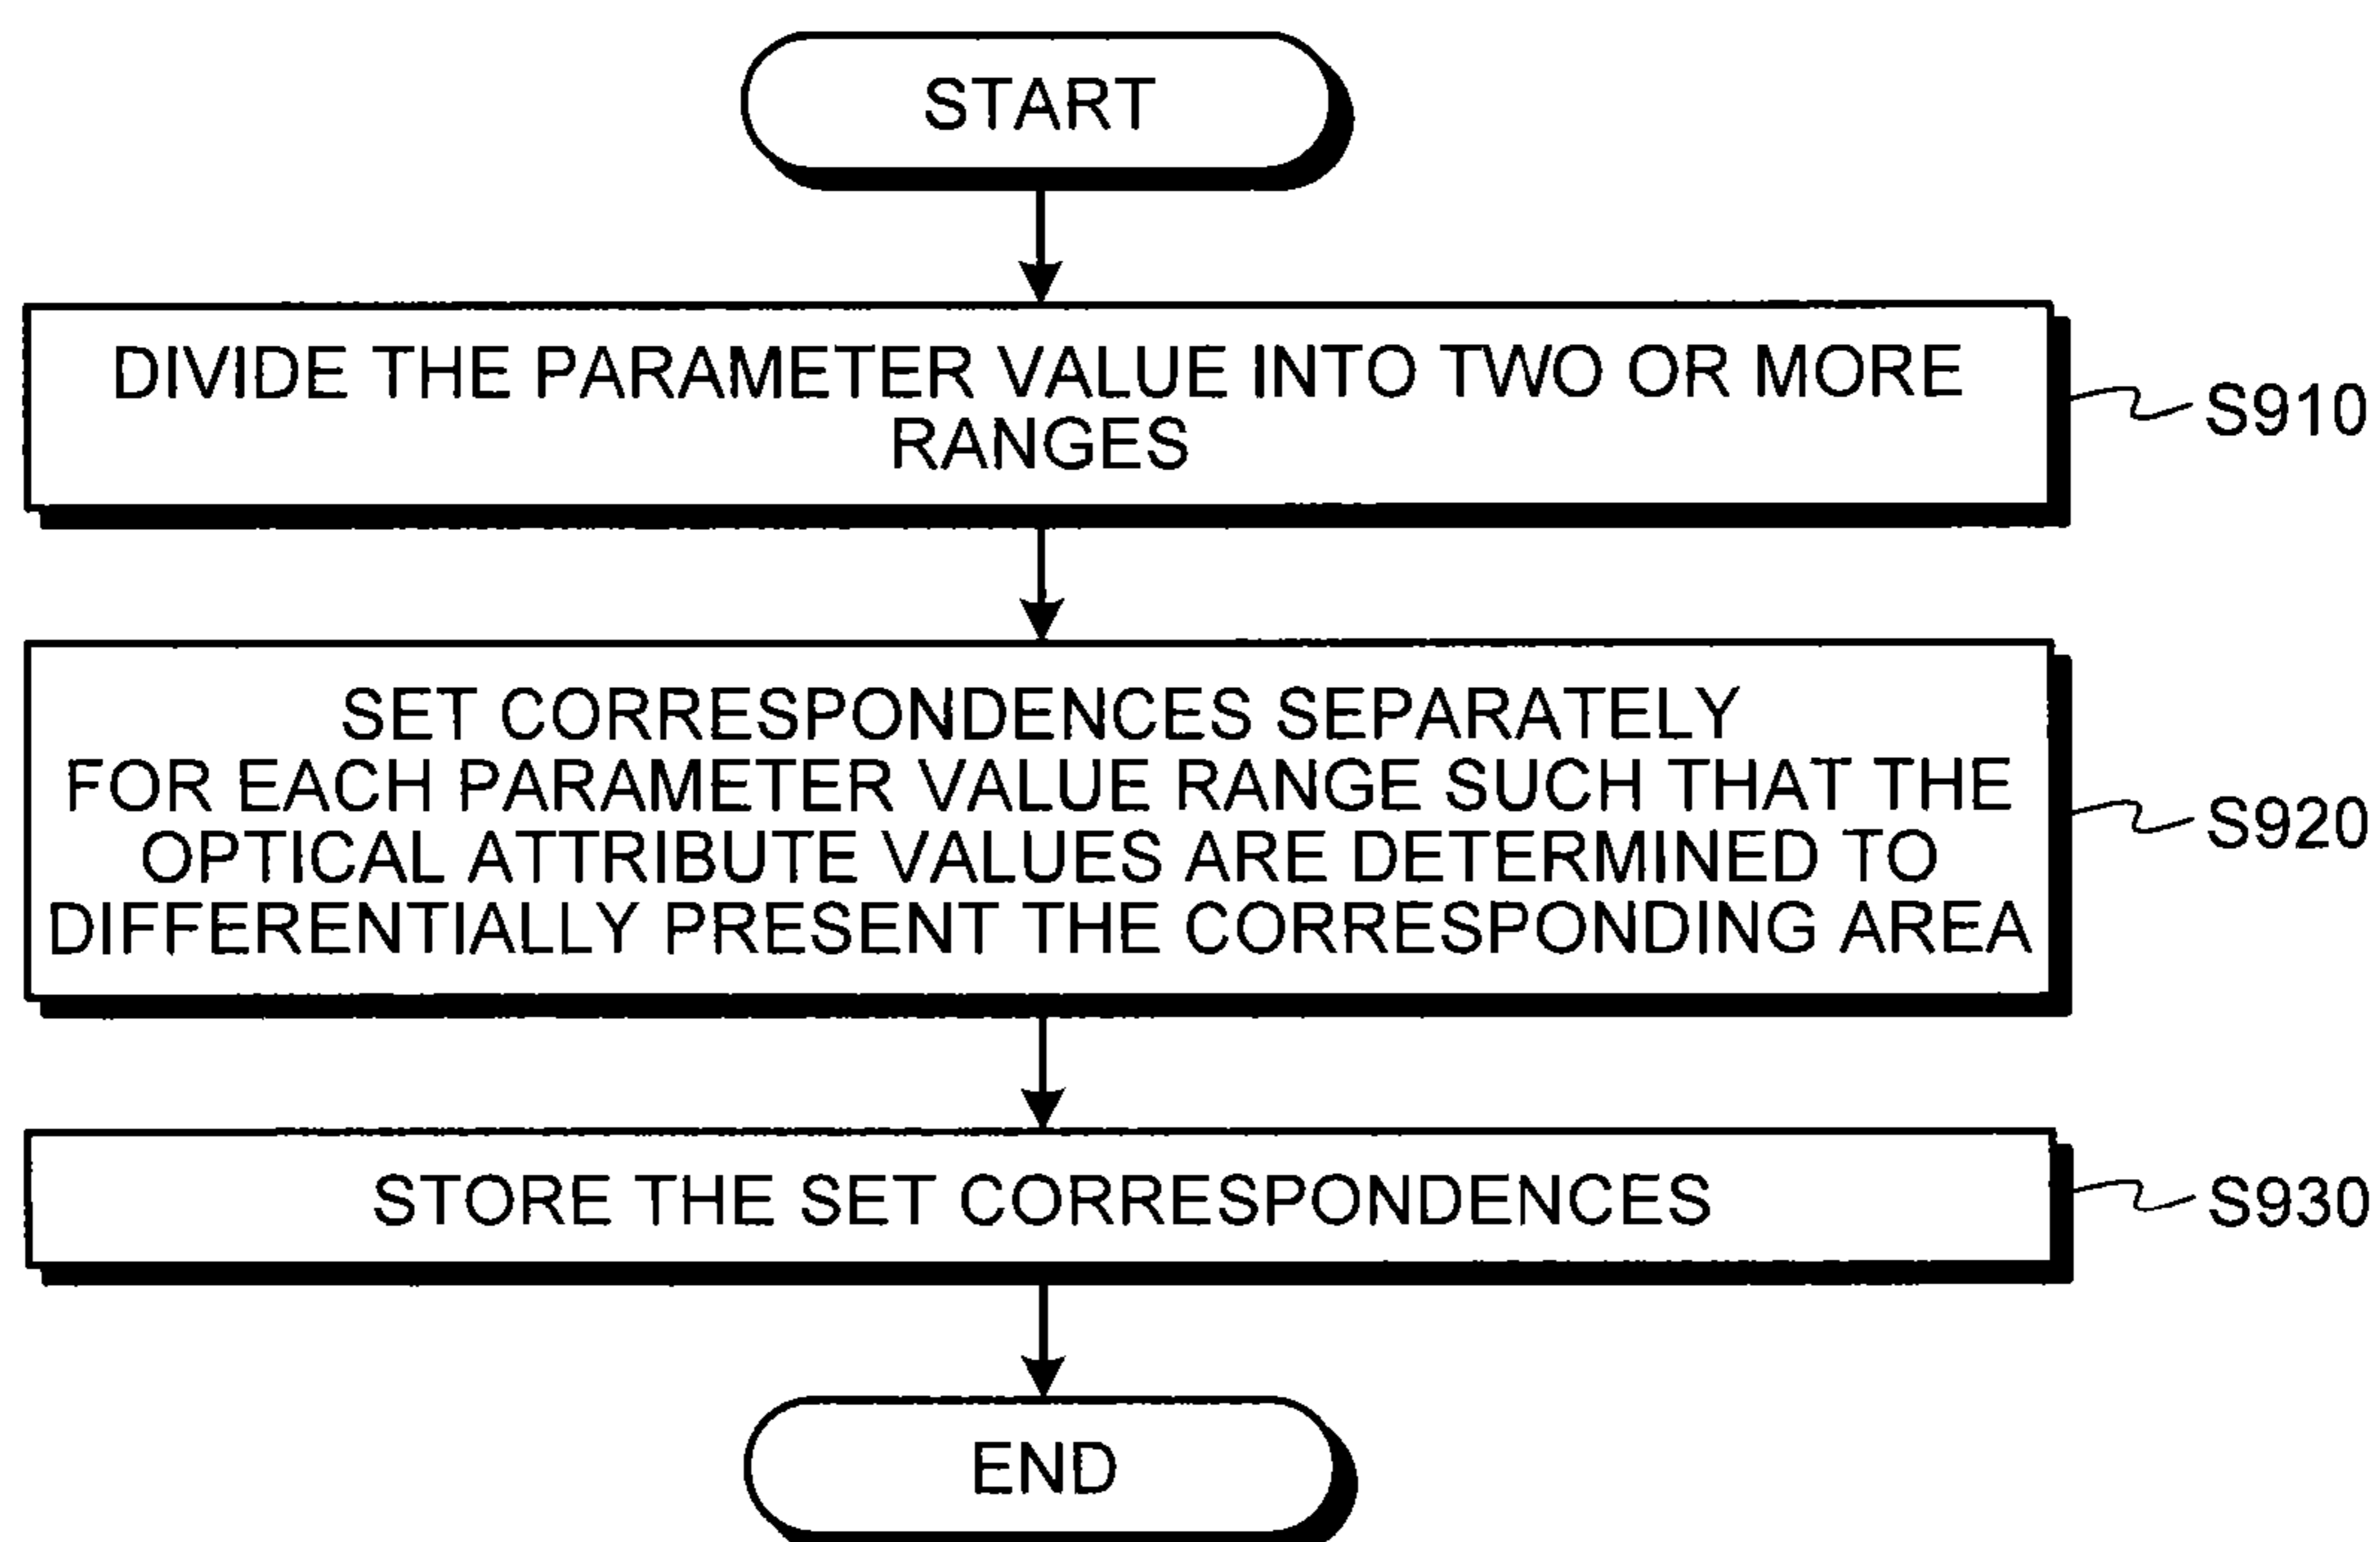 START
DIVIDE THE PARAMETER VALUE INTO TWO OR MORE
RANGES
S910
SET CORRESPONDENCES SEPARATELY
FOR EACH PARAMETER VALUE RANGE SUCH THAT THE
OPTICAL ATTRIBUTE VALUES ARE DETERMINED TO
DIFFERENTIALLY PRESENT THE CORRESPONDING AREA
S920
STORE THE SET CORRESPONDENCES
S930
END